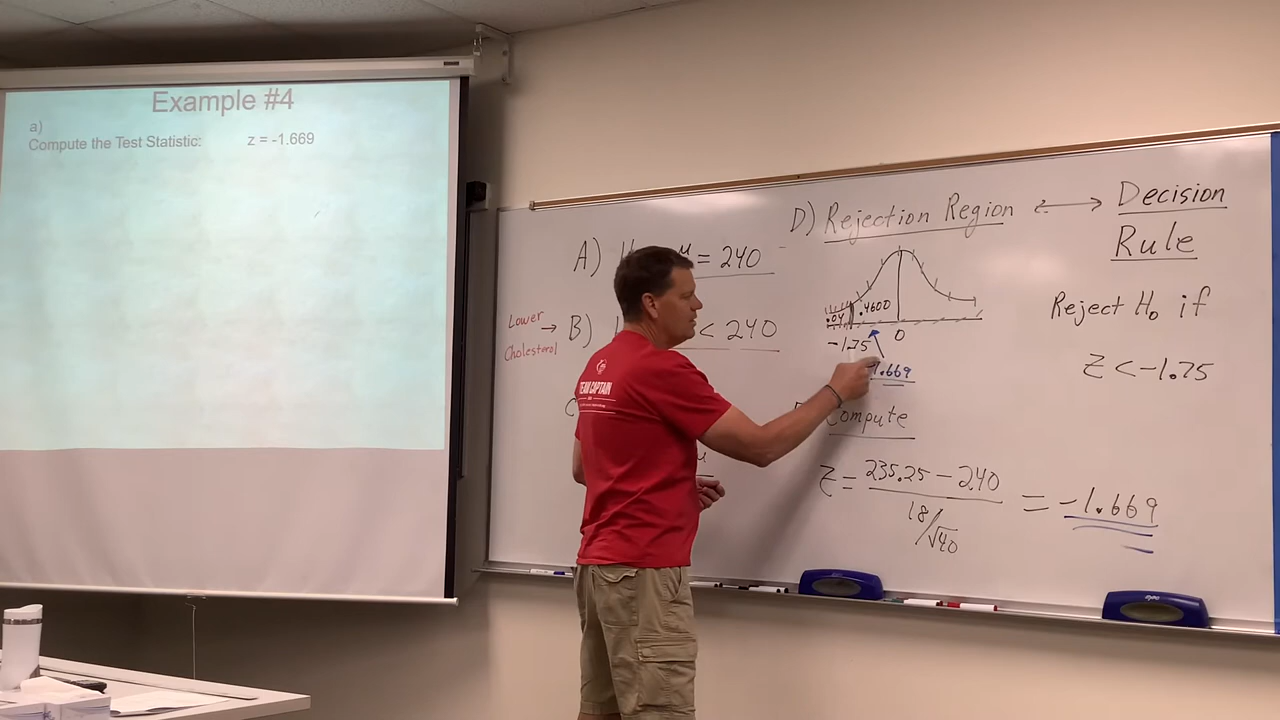 Example #4
a)
Compute the Test Statistic: z = -1.669
TEAM CAPTAIN
A) H μ = 240
Lower
Cholesterol → B) < 240
D) Rejection Region ↔ Decision
Rule
.04 .4600
-1.75 0
-1.669
Reject H₀ if
Z < -1.75
Compute
Z = 235.25 - 240 = -1.669
18/√40
expo